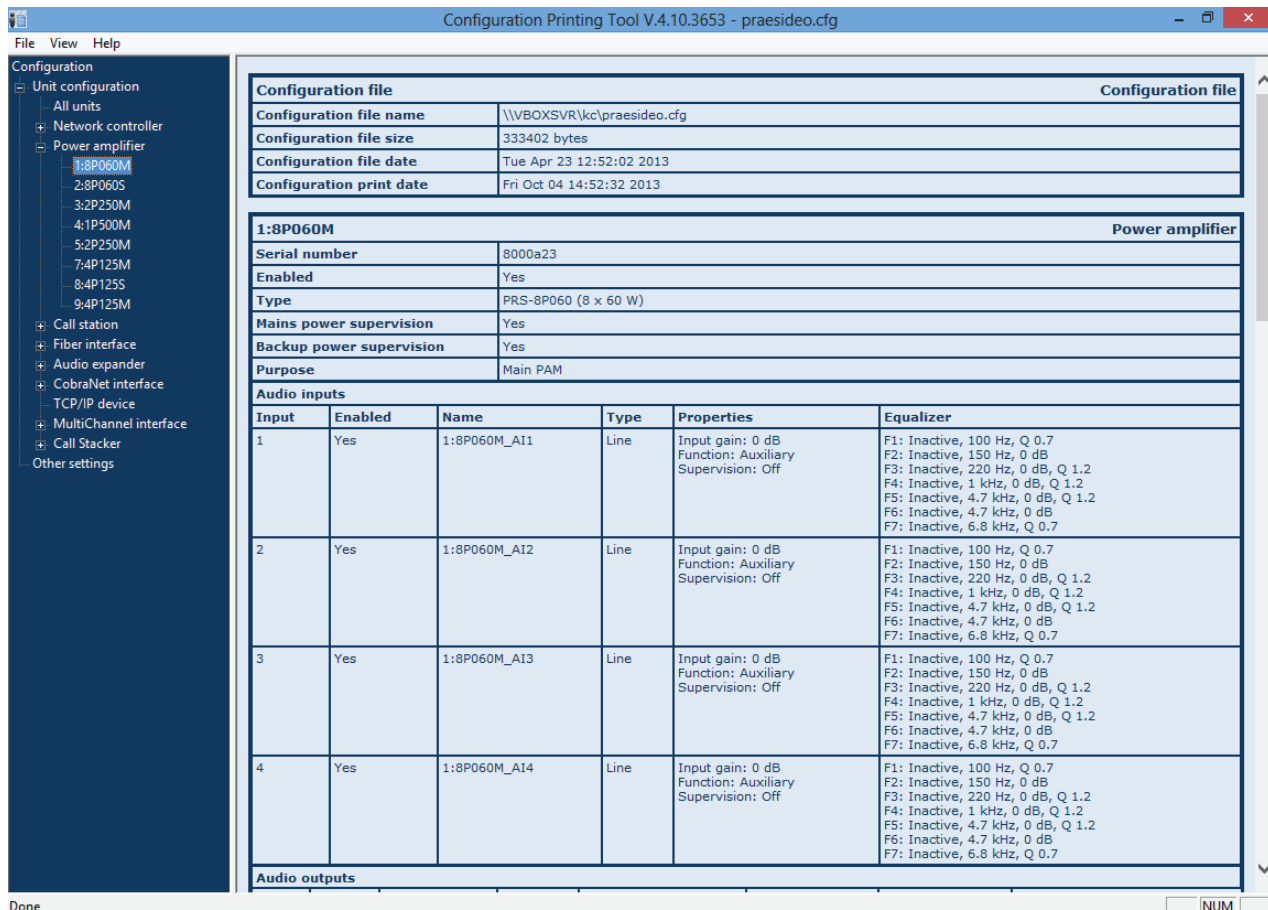 Configuration Printing Tool V.4.10.3653 - praesideo.cfg
File View Help
Configuration
Unit configuration
All units
Network controller
Power amplifier
1:8P060M
2:8P060S
3:2P250M
4:1P500M
5:2P250M
7:4P125M
8:4P125S
9:4P125M
Call station
Fiber interface
Audio expander
CobraNet interface
TCP/IP device
MultiChannel interface
Call Stacker
Other settings
Configuration file Configuration file
Configuration file name \\VBOXSVR\kc\praesideo.cfg
Configuration file size 333402 bytes
Configuration file date Tue Apr 23 12:52:02 2013
Configuration print date Fri Oct 04 14:52:32 2013
1:8P060M Power amplifier
Serial number 8000a23
Enabled Yes
Type PRS-8P060 (8 x 60 W)
Mains power supervision Yes
Backup power supervision Yes
Purpose Main PAM
Audio inputs
Input Enabled Name Type Properties Equalizer
1 Yes 1:8P060M_AI1 Line Input gain: 0 dB F1: Inactive, 100 Hz, Q 0.7
Function: Auxiliary F2: Inactive, 150 Hz, 0 dB
Supervision: Off F3: Inactive, 220 Hz, 0 dB, Q 1.2
F4: Inactive, 1 kHz, 0 dB, Q 1.2
F5: Inactive, 4.7 kHz, 0 dB, Q 1.2
F6: Inactive, 4.7 kHz, 0 dB
F7: Inactive, 6.8 kHz, Q 0.7
2 Yes 1:8P060M_AI2 Line Input gain: 0 dB F1: Inactive, 100 Hz, Q 0.7
Function: Auxiliary F2: Inactive, 150 Hz, 0 dB
Supervision: Off F3: Inactive, 220 Hz, 0 dB, Q 1.2
F4: Inactive, 1 kHz, 0 dB, Q 1.2
F5: Inactive, 4.7 kHz, 0 dB, Q 1.2
F6: Inactive, 4.7 kHz, 0 dB
F7: Inactive, 6.8 kHz, Q 0.7
3 Yes 1:8P060M_AI3 Line Input gain: 0 dB F1: Inactive, 100 Hz, Q 0.7
Function: Auxiliary F2: Inactive, 150 Hz, 0 dB
Supervision: Off F3: Inactive, 220 Hz, 0 dB, Q 1.2
F4: Inactive, 1 kHz, 0 dB, Q 1.2
F5: Inactive, 4.7 kHz, 0 dB, Q 1.2
F6: Inactive, 4.7 kHz, 0 dB
F7: Inactive, 6.8 kHz, Q 0.7
4 Yes 1:8P060M_AI4 Line Input gain: 0 dB F1: Inactive, 100 Hz, Q 0.7
Function: Auxiliary F2: Inactive, 150 Hz, 0 dB
Supervision: Off F3: Inactive, 220 Hz, 0 dB, Q 1.2
F4: Inactive, 1 kHz, 0 dB, Q 1.2
F5: Inactive, 4.7 kHz, 0 dB, Q 1.2
F6: Inactive, 4.7 kHz, 0 dB
F7: Inactive, 6.8 kHz, Q 0.7
Audio outputs
Done NUM